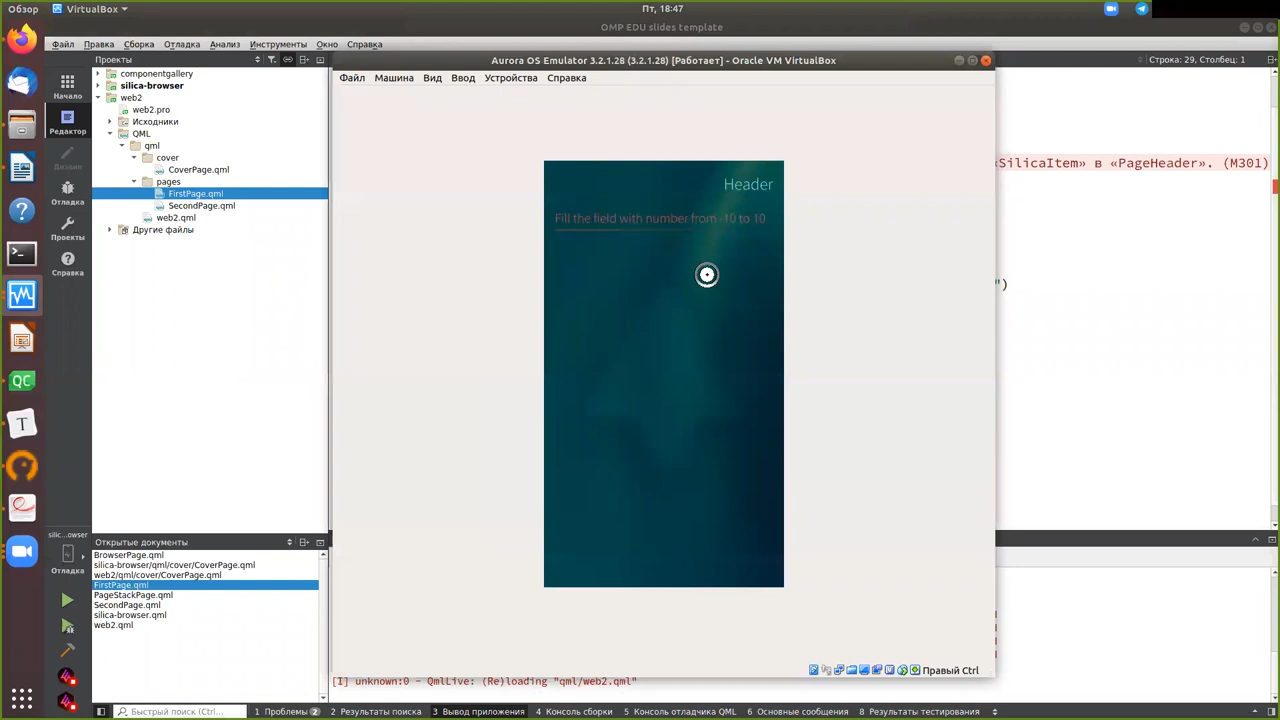 Обзор
VirtualBox
Пт, 18:47
OMP EDU slides template
Файл Правка Сборка Отладка Анализ Инструменты Окно Справка
Aurora OS Emulator 3.2.1.28 (3.2.1.28) [Работает] - Oracle VM VirtualBox
Проекты
Строка: 29, Столбец: 1
Файл Машина Вид Ввод Устройства Справка
componentgallery
silica-browser
web2
web2.pro
Исходники
QML
qml
cover
CoverPage.qml
pages
FirstPage.qml
SecondPage.qml
web2.qml
Другие файлы
Начало
Редактор
Дизайн
Отладка
Проекты
Справка
«SilicaItem» в «PageHeader». (M301)
Header
Fill the field with number from -10 to 10
")
silic...owser
Отладка
Открытые документы
BrowserPage.qml
silica-browser/qml/cover/CoverPage.qml
web2/qml/cover/CoverPage.qml
FirstPage.qml
PageStackPage.qml
SecondPage.qml
silica-browser.qml
web2.qml
Правый Ctrl
[I] unknown:0 - QmlLive: (Re)loading "qml/web2.qml"
Быстрый поиск (Ctrl...
1 Проблемы 2
2 Результаты поиска
3 Вывод приложения
4 Консоль сборки
5 Консоль отладчика QML
6 Основные сообщения
8 Результаты тестирования